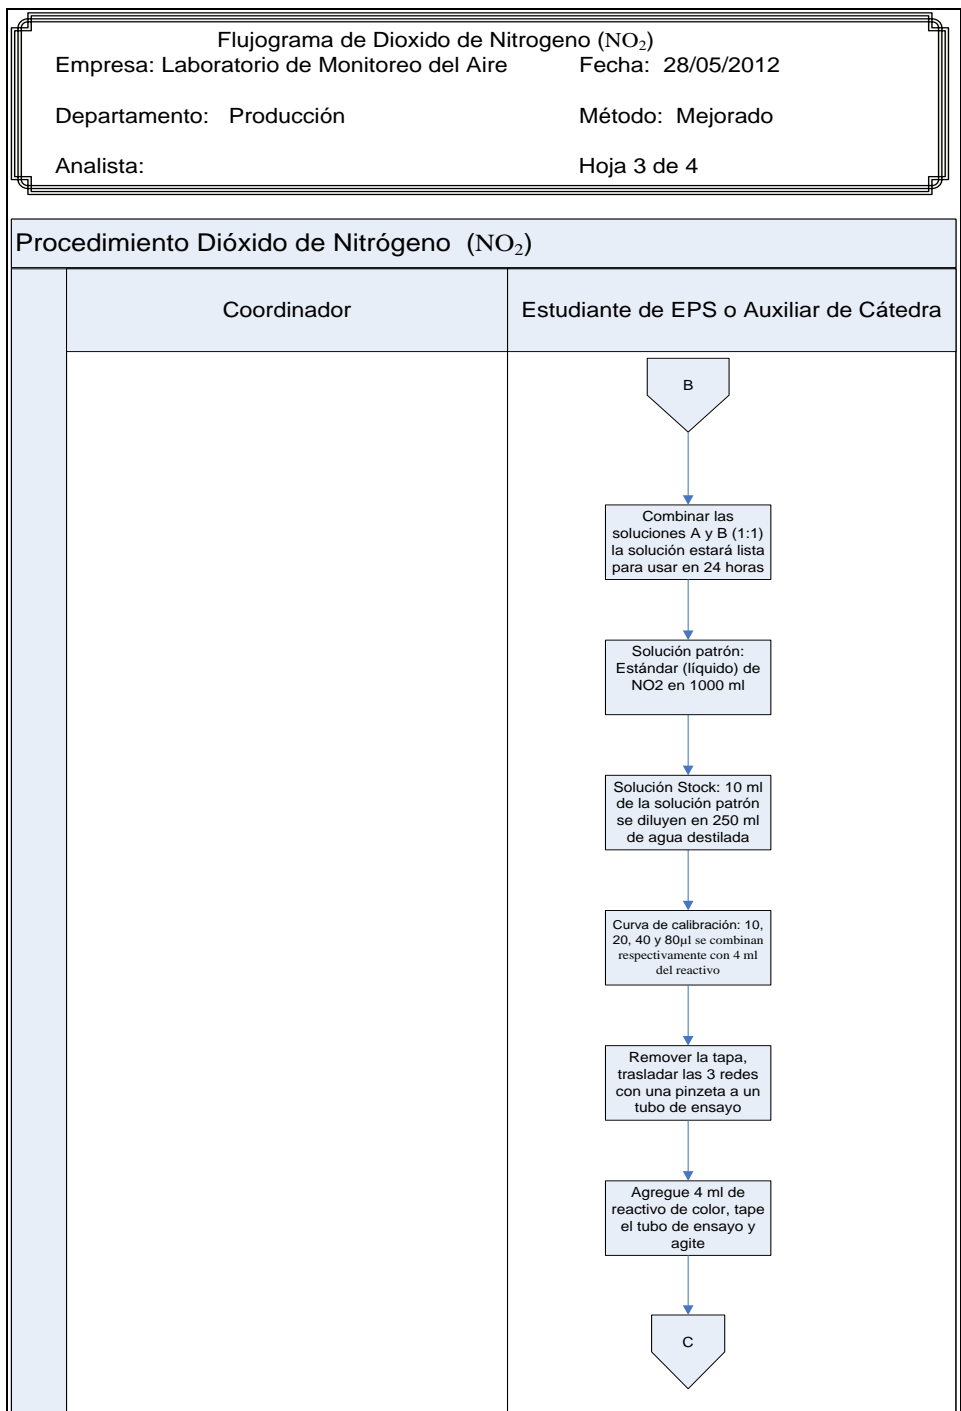 Flujograma de Dioxido de Nitrogeno (NO₂)
Empresa: Laboratorio de Monitoreo del Aire Fecha: 28/05/2012
Departamento: Producción Método: Mejorado
Analista: Hoja 3 de 4
Procedimiento Dióxido de Nitrógeno (NO₂)
Coordinador Estudiante de EPS o Auxiliar de Cátedra
B
Combinar las
soluciones A y B (1:1)
la solución estará lista
para usar en 24 horas
Solución patrón:
Estándar (líquido) de
NO2 en 1000 ml
Solución Stock: 10 ml
de la solución patrón
se diluyen en 250 ml
de agua destilada
Curva de calibración: 10,
20, 40 y 80µl se combinan
respectivamente con 4 ml
del reactivo
Remover la tapa,
trasladar las 3 redes
con una pinzeta a un
tubo de ensayo
Agregue 4 ml de
reactivo de color, tape
el tubo de ensayo y
agite
C